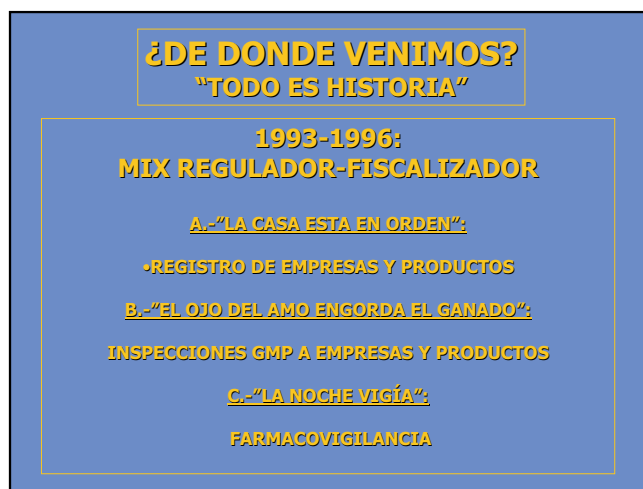 ¿DE DONDE VENIMOS?
“TODO ES HISTORIA”
1993-1996:
MIX REGULADOR-FISCALIZADOR
A.-“LA CASA ESTA EN ORDEN”:
•REGISTRO DE EMPRESAS Y PRODUCTOS
B.-“EL OJO DEL AMO ENGORDA EL GANADO”:
INSPECCIONES GMP A EMPRESAS Y PRODUCTOS
C.-“LA NOCHE VIGÍA”:
FARMACOVIGILANCIA